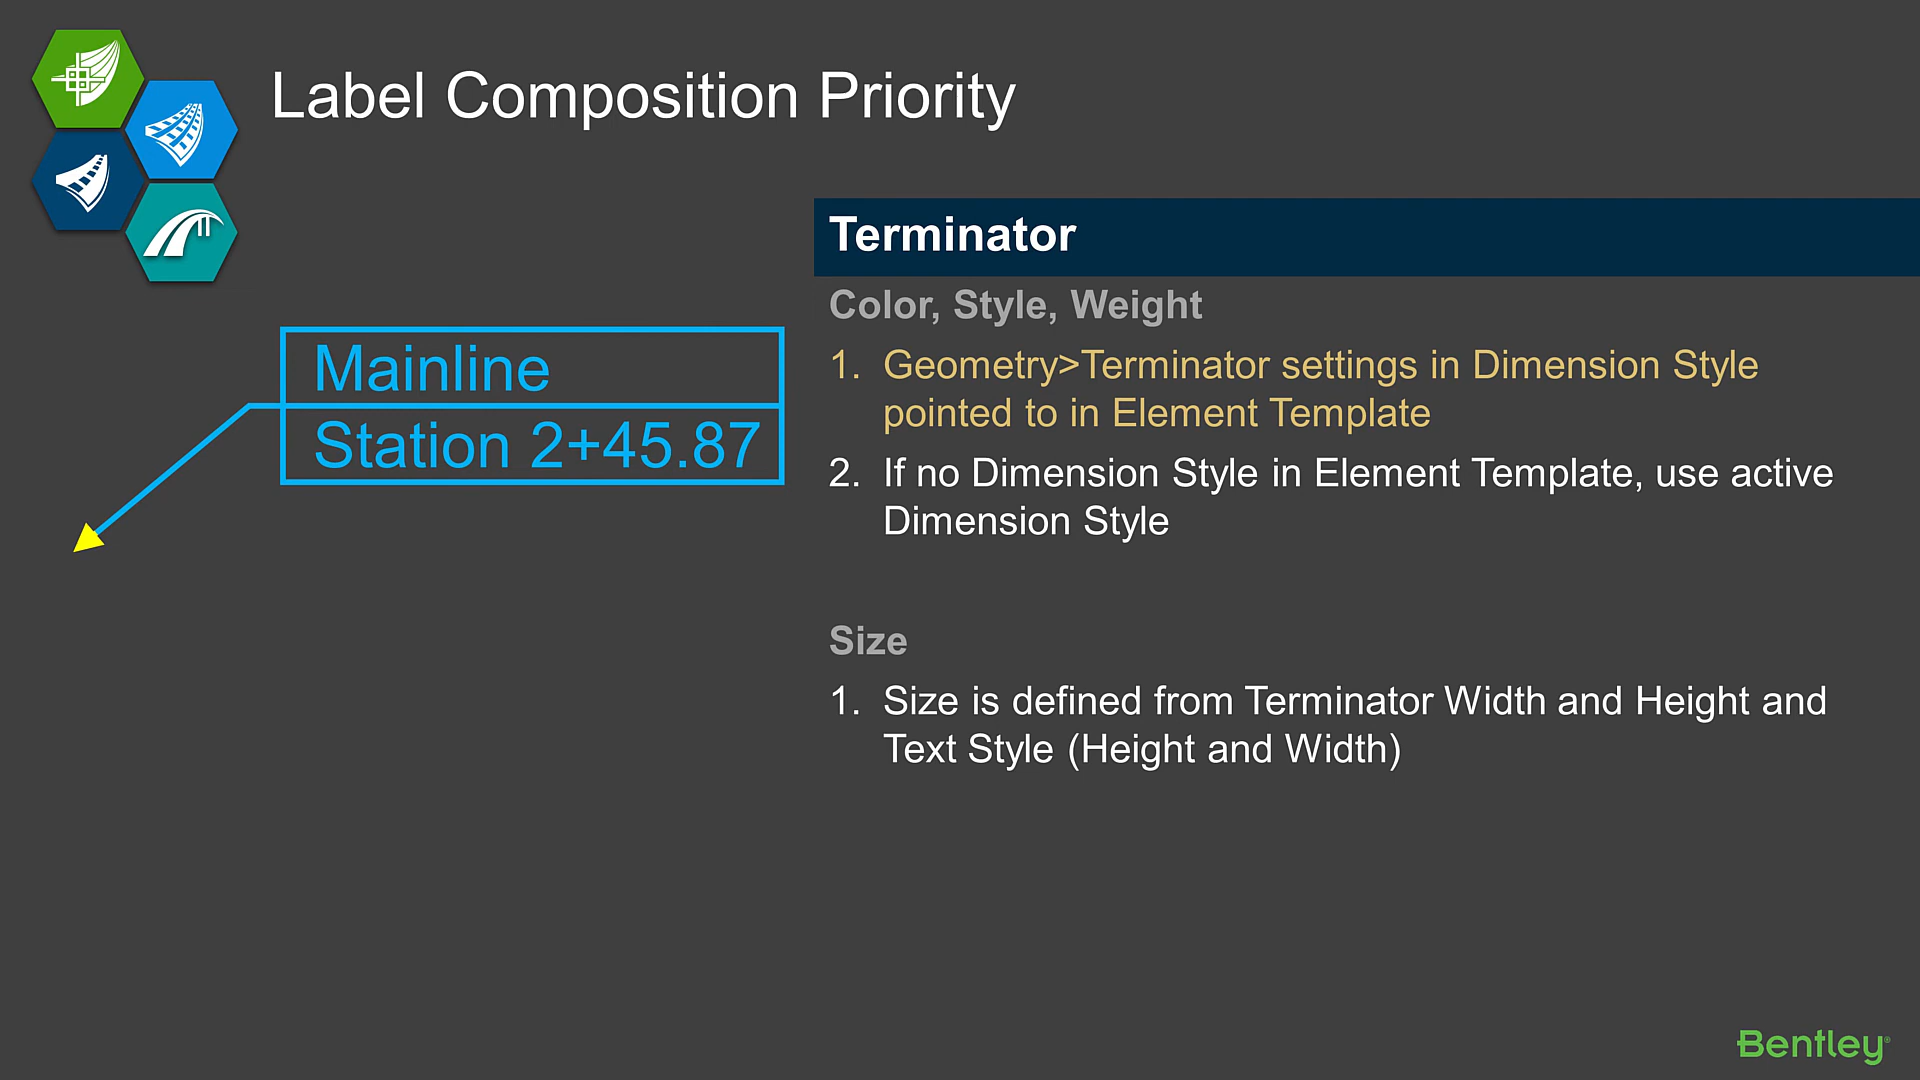 Label Composition Priority
Terminator
Color, Style, Weight
1. Geometry>Terminator settings in Dimension Style
pointed to in Element Template
2. If no Dimension Style in Element Template, use active
Dimension Style
Size
1. Size is defined from Terminator Width and Height and
Text Style (Height and Width)
Mainline
Station 2+45.87
Bentley®